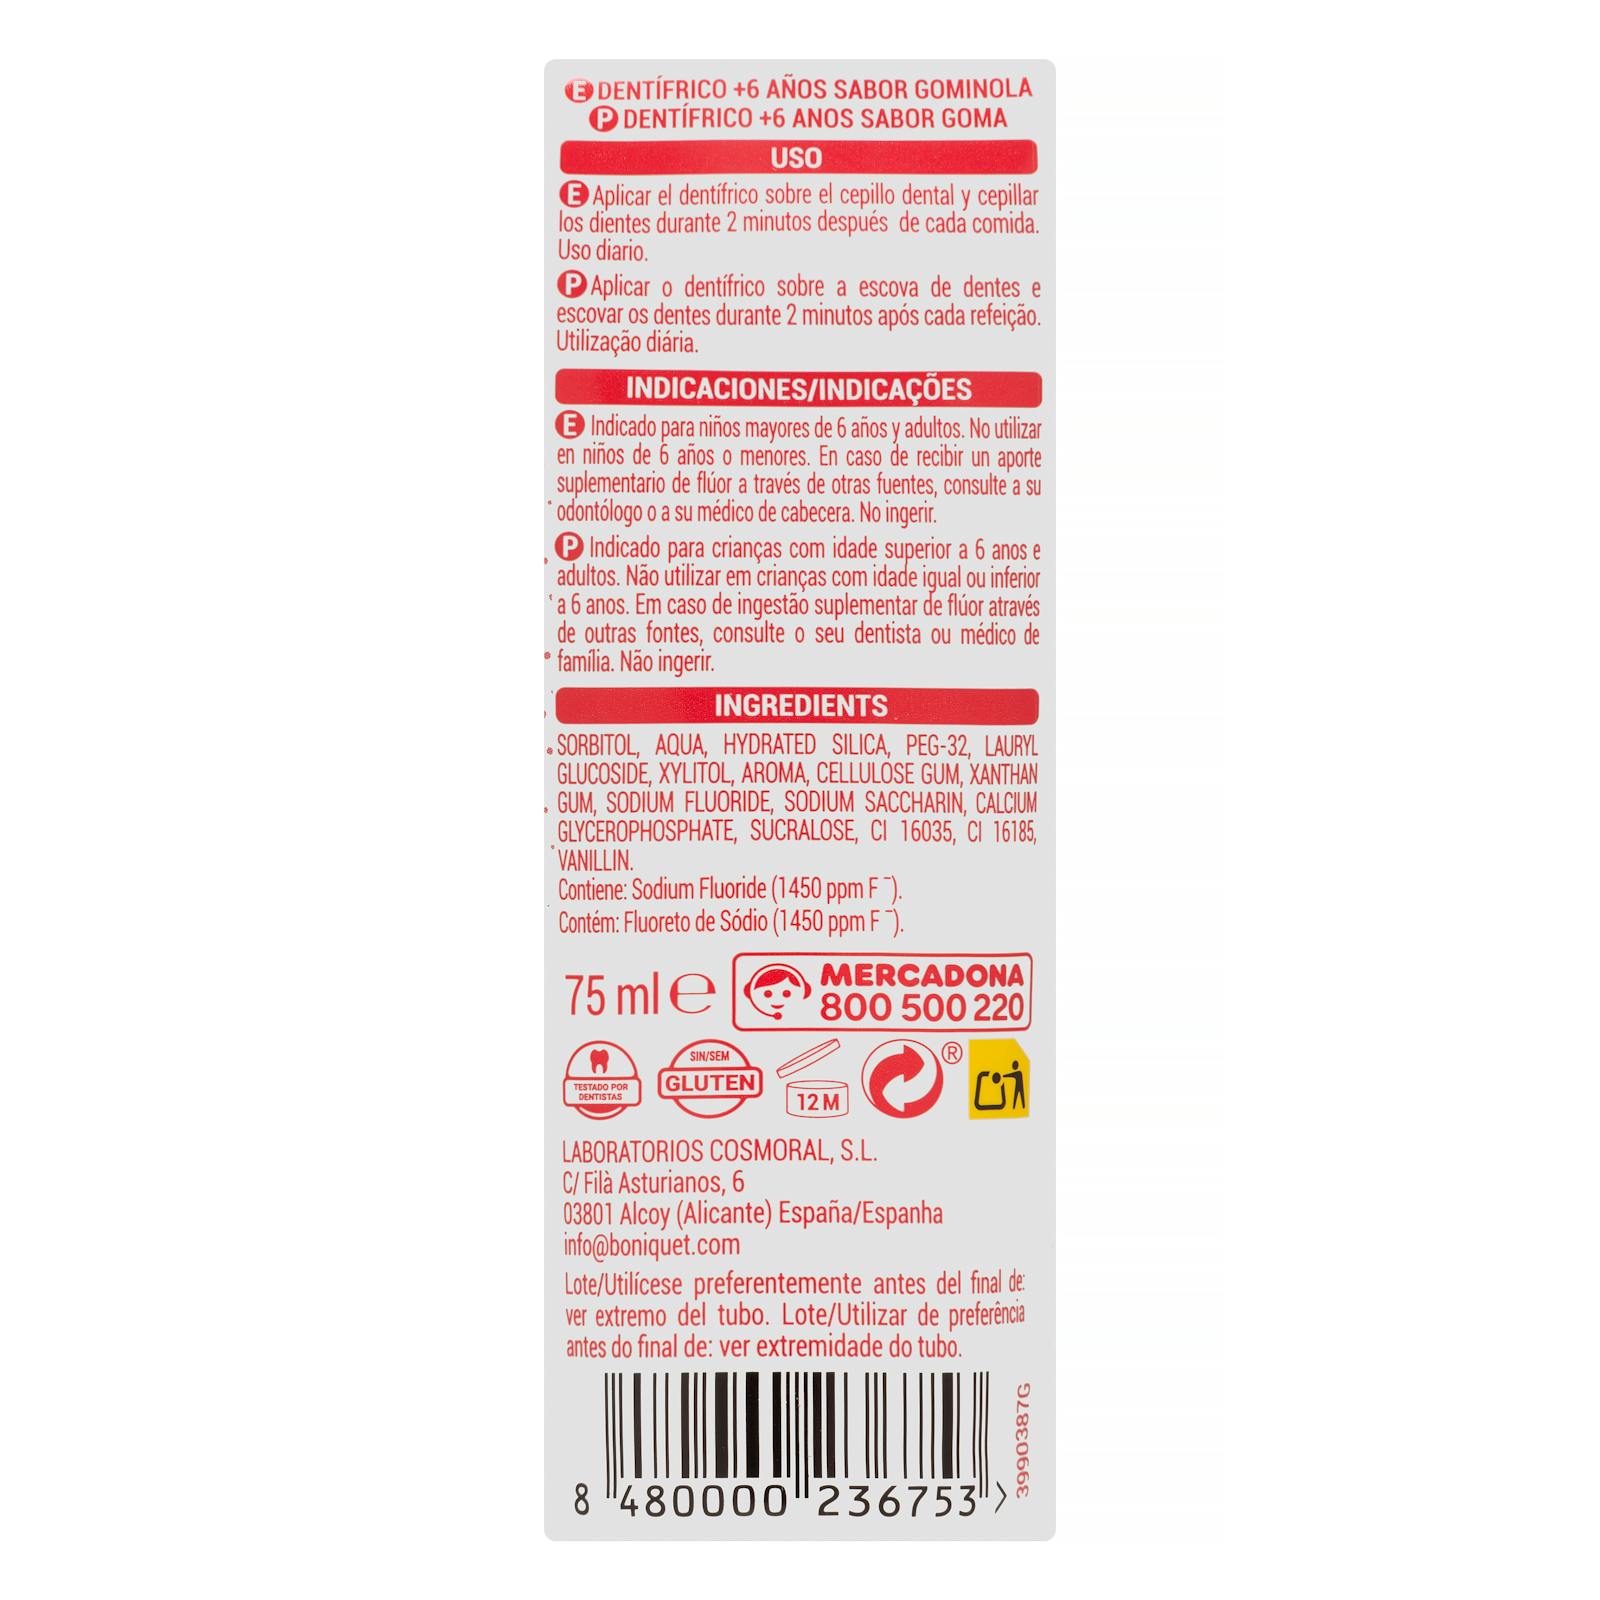 E DENTÍFRICO +6 AÑOS SABOR GOMINOLA
P DENTÍFRICO +6 ANOS SABOR GOMA
USO
E Aplicar el dentífrico sobre el cepillo dental y cepillar
los dientes durante 2 minutos después de cada comida.
Uso diario.
P Aplicar o dentífrico sobre a escova de dentes e
escovar os dentes durante 2 minutos após cada refeição.
Utilização diária.
INDICACIONES/INDICAÇÕES
E Indicado para niños mayores de 6 años y adultos. No utilizar
en niños de 6 años o menores. En caso de recibir un aporte
suplementario de flúor a través de otras fuentes, consulte a su
odontólogo o a su médico de cabecera. No ingerir.
P Indicado para crianças com idade superior a 6 anos e
adultos. Não utilizar em crianças com idade igual ou inferior
a 6 anos. Em caso de ingestão suplementar de flúor através
de outras fontes, consulte o seu dentista ou médico de
família. Não ingerir.
INGREDIENTS
SORBITOL, AQUA, HYDRATED SILICA, PEG-32, LAURYL
GLUCOSIDE, XYLITOL, AROMA, CELLULOSE GUM, XANTHAN
GUM, SODIUM FLUORIDE, SODIUM SACCHARIN, CALCIUM
GLYCEROPHOSPHATE, SUCRALOSE, CI 16035, CI 16185,
VANILLIN.
Contiene: Sodium Fluoride (1450 ppm F ¯).
Contém: Fluoreto de Sódio (1450 ppm F ¯).
75 ml ℮
MERCADONA
800 500 220
TESTADO POR
DENTISTAS
SIN/SEM
GLUTEN
12 M
®
LABORATORIOS COSMORAL, S.L.
C/ Filà Asturianos, 6
03801 Alcoy (Alicante) España/Espanha
info@boniquet.com
Lote/Utilícese preferentemente antes del final de:
ver extremo del tubo. Lote/Utilizar de preferência
antes do final de: ver extremidade do tubo.
3990387G
8 480000 236753 >